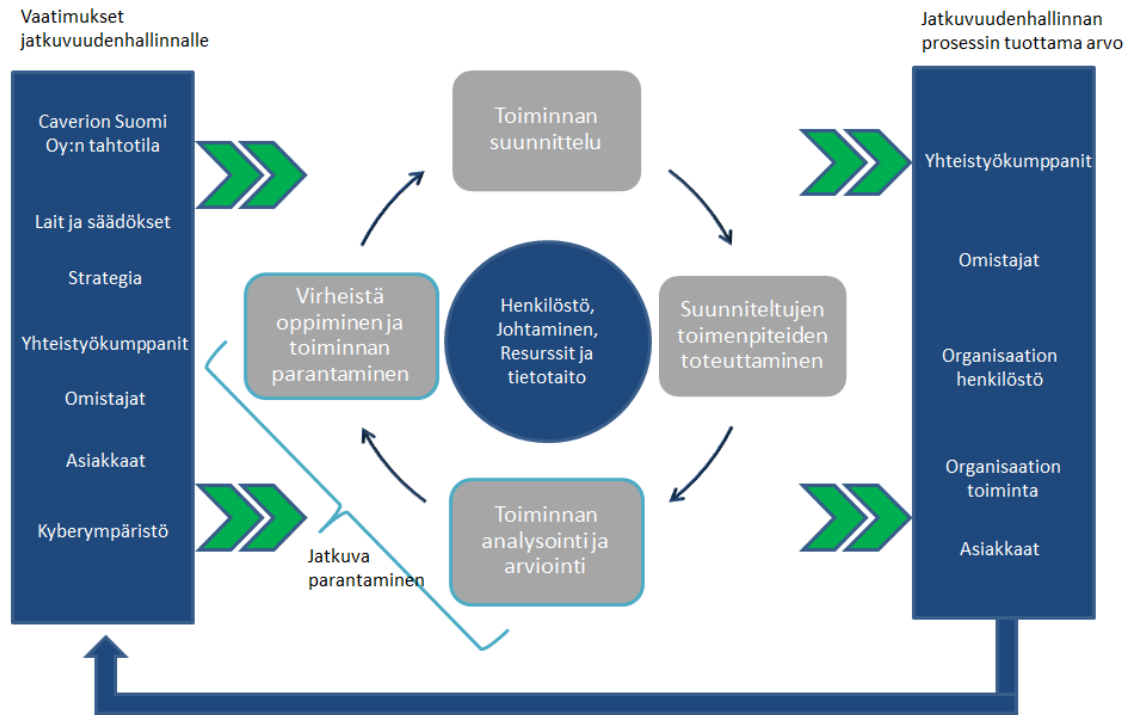 Vaatimukset
jatkuvuudenhallinnalle
Caverion Suomi
Oy:n tahtotila
Lait ja säädökset
Strategia
Yhteistyökumppanit
Omistajat
Asiakkaat
Kyberympäristö
Toiminnan
suunnittelu
Suunniteltujen
toimenpiteiden
toteuttaminen
Toiminnan
analysointi ja
arviointi
Virheistä
oppiminen ja
toiminnan
parantaminen
Henkilöstö,
Johtaminen,
Resurssit ja
tietotaito
Jatkuva
parantaminen
Jatkuvuudenhallinnan
prosessin tuottama arvo
Yhteistyökumppanit
Omistajat
Organisaation
henkilöstö
Organisaation
toiminta
Asiakkaat